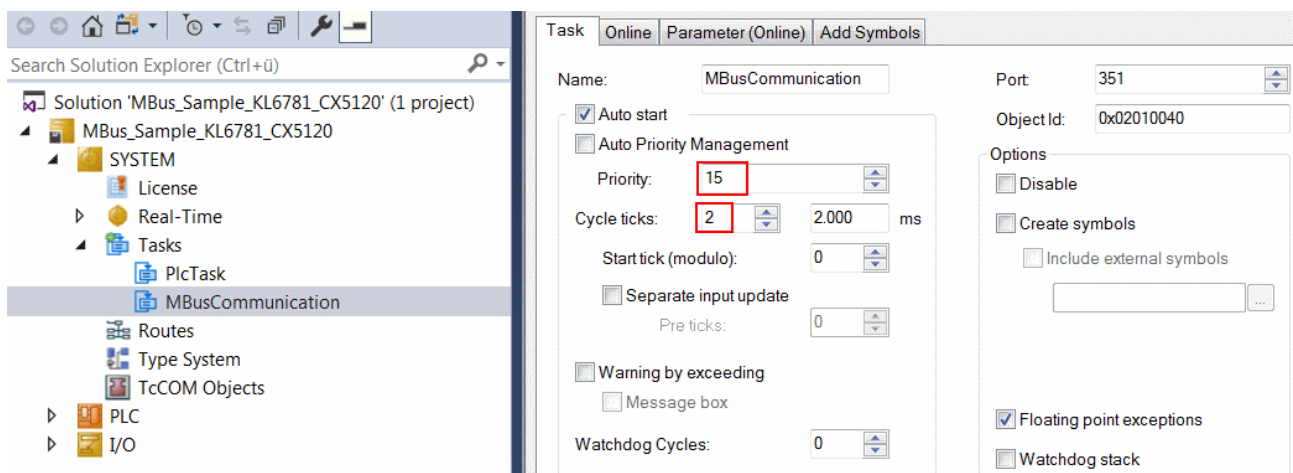 Search Solution Explorer (Ctrl+ü)
Solution 'MBus_Sample_KL6781_CX5120' (1 project)
MBus_Sample_KL6781_CX5120
SYSTEM
License
Real-Time
Tasks
PlcTask
MBusCommunication
Routes
Type System
TcCOM Objects
PLC
I/O
Task Online Parameter (Online) Add Symbols
Name: MBusCommunication
Auto start
Auto Priority Management
Priority: 15
Cycle ticks: 2 2.000 ms
Start tick (modulo): 0
Separate input update
Pre ticks: 0
Warning by exceeding
Message box
Watchdog Cycles: 0
Port: 351
Object Id: 0x02010040
Options
Disable
Create symbols
Include external symbols
...
Floating point exceptions
Watchdog stack